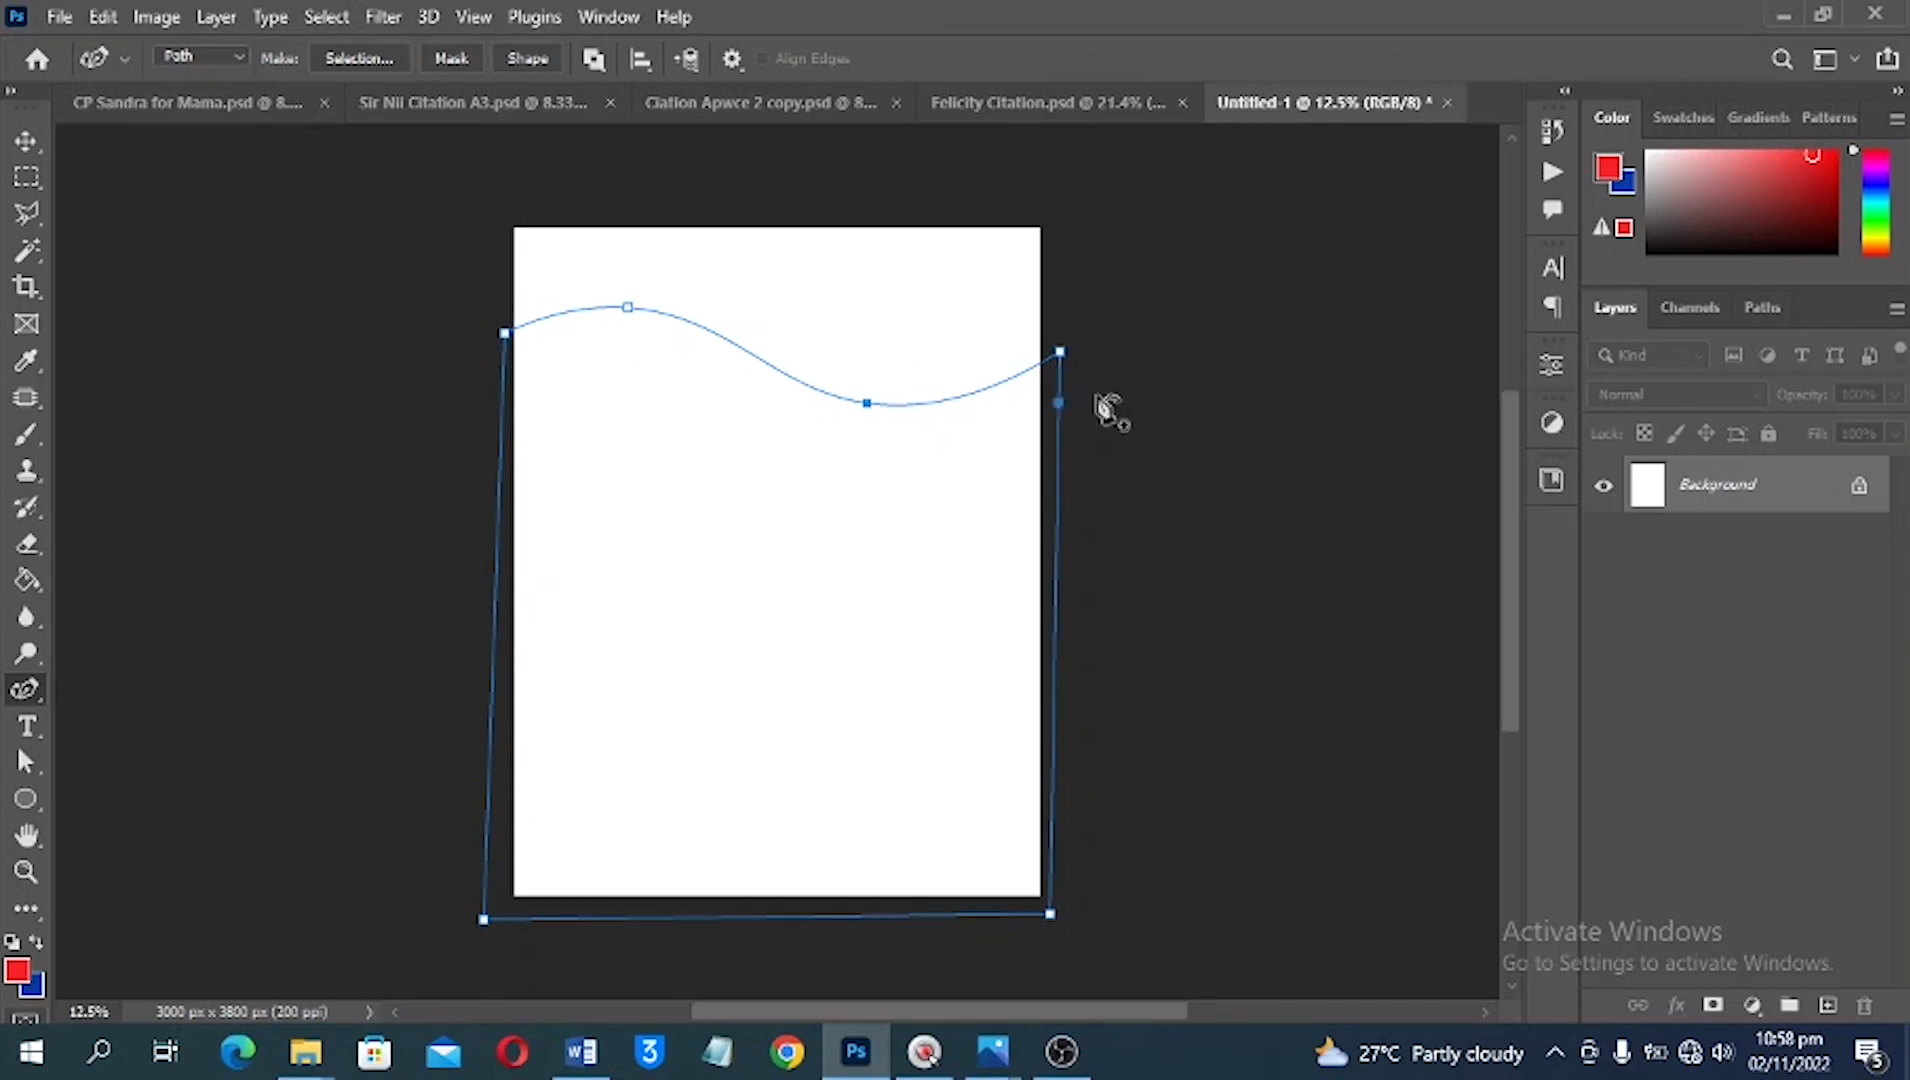 Ps File Edit Image Layer Type Select Filter 3D View Plugins Window Help
Path Make: Selection... Mask Shape Align Edges
CP Sandra for Mama.psd @ 8.... Sir Nii Citation A3.psd @ 8.33... Ciation Apwce 2 copy.psd @ 8... Felicity Citation.psd @ 21.4% (... Untitled-1 @ 12.5% (RGB/8) *
Color Swatches Gradients Patterns
Layers Channels Paths
Kind
Normal Opacity: 100%
Lock: Fill: 100%
Background
Activate Windows
Go to Settings to activate Windows.
12.5% 3000 px x 3800 px (200 ppi)
27°C Partly cloudy
10:58 pm
02/11/2022
5